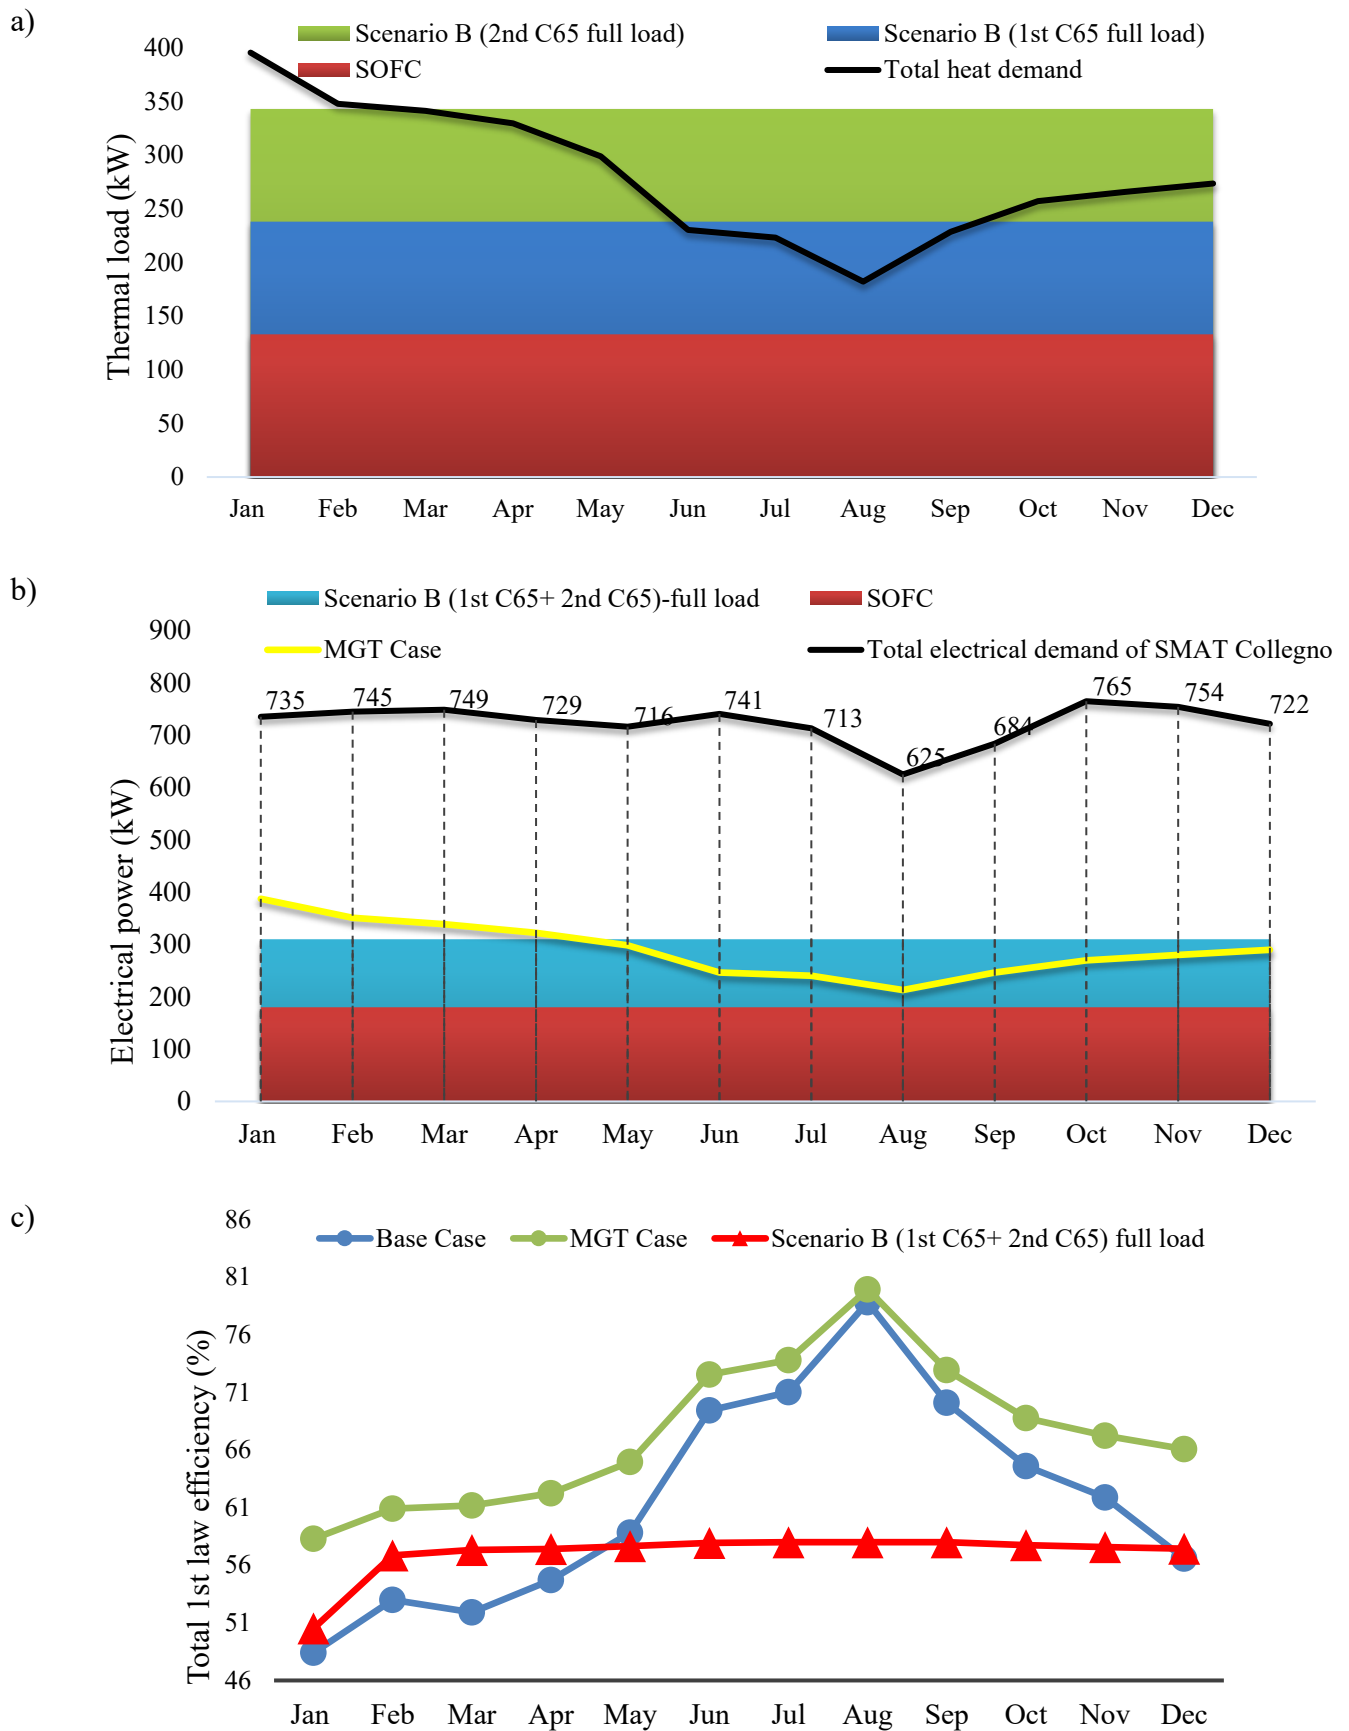 a)
Scenario B (2nd C65 full load)
Scenario B (1st C65 full load)
SOFC
Total heat demand
Thermal load (kW)
400
350
300
250
200
150
100
50
0
Jan Feb Mar Apr May Jun Jul Aug Sep Oct Nov Dec
b)
Scenario B (1st C65+ 2nd C65)-full load
SOFC
MGT Case
Total electrical demand of SMAT Collegno
Electrical power (kW)
900
800
700
600
500
400
300
200
100
0
735 745 749 729 716 741 713 625 684 765 754 722
Jan Feb Mar Apr May Jun Jul Aug Sep Oct Nov Dec
c)
Base Case
MGT Case
Scenario B (1st C65+ 2nd C65) full load
Total 1st law efficiency (%)
86
81
76
71
66
61
56
51
46
Jan Feb Mar Apr May Jun Jul Aug Sep Oct Nov Dec